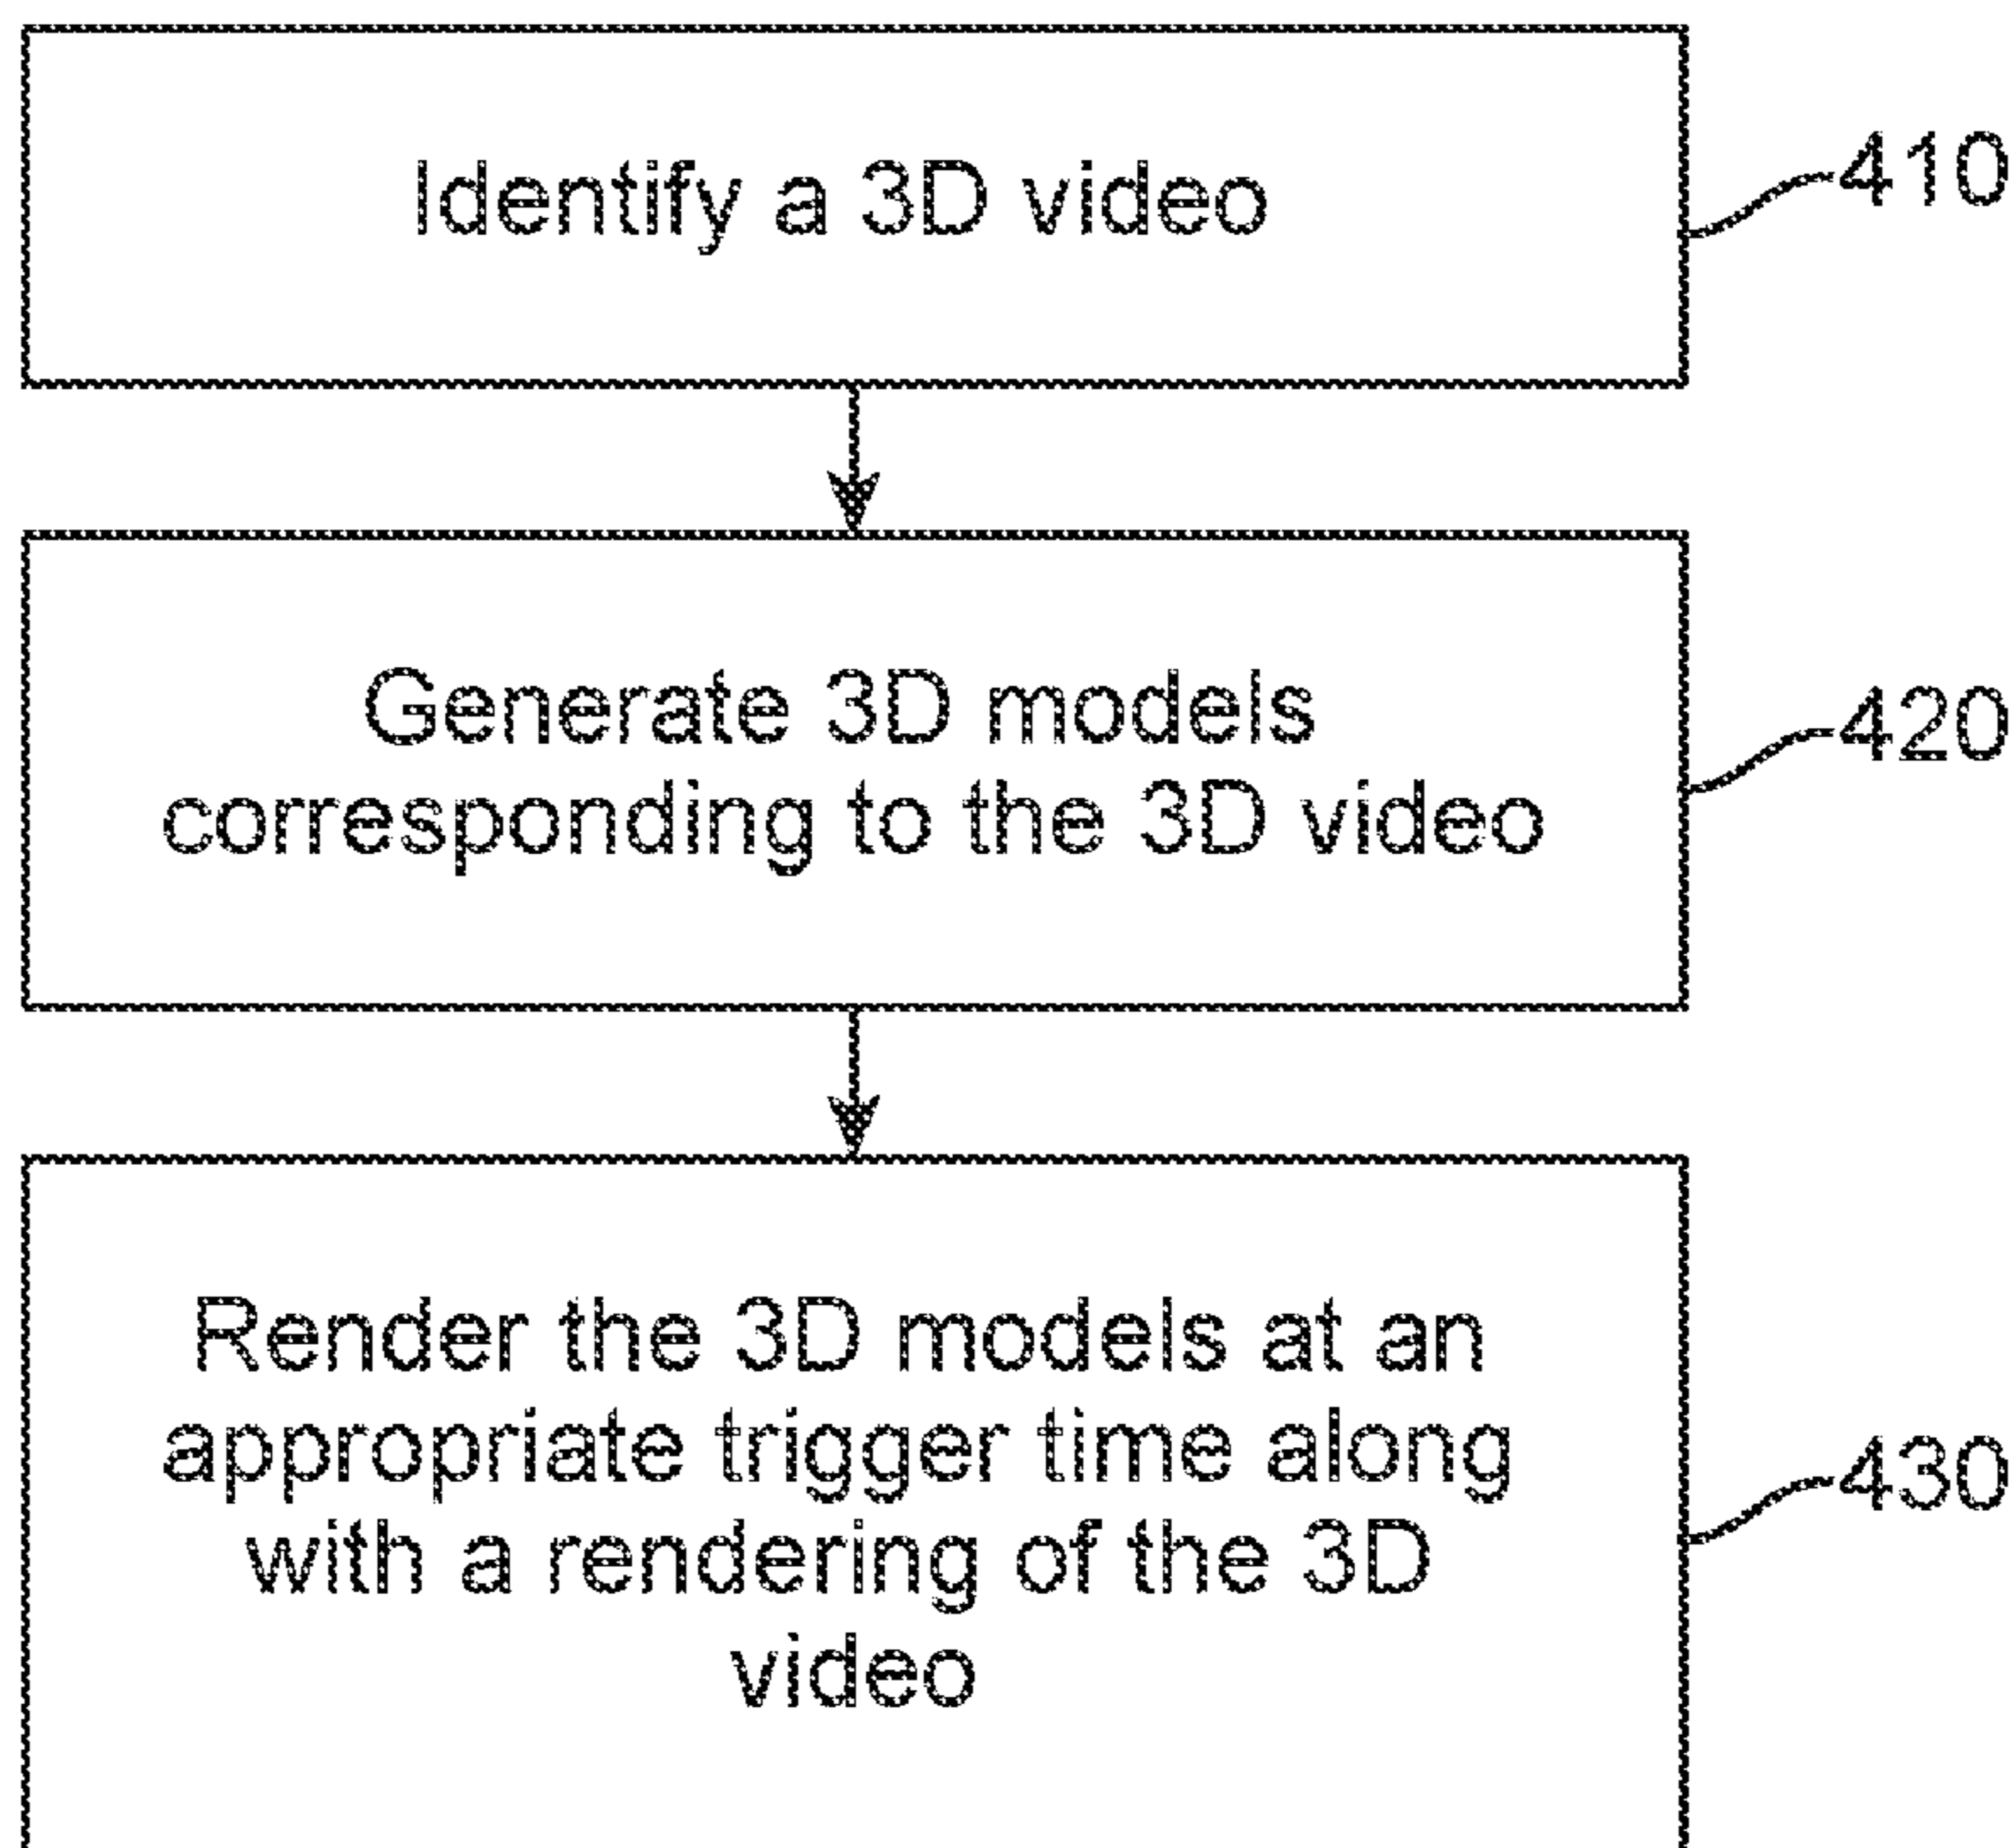 Identify a 3D video
410
Generate 3D models
corresponding to the 3D video
420
Render the 3D models at an
appropriate trigger time along
with a rendering of the 3D
video
430